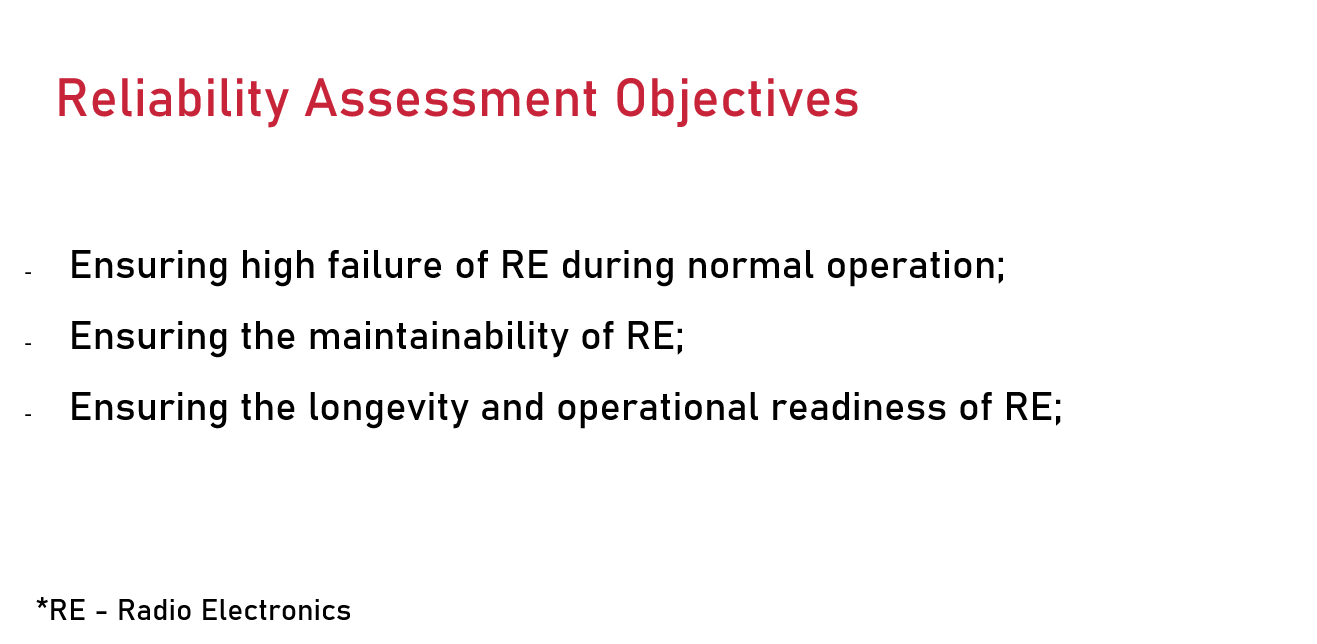 Reliability Assessment Objectives
- Ensuring high failure of RE during normal operation;
- Ensuring the maintainability of RE;
- Ensuring the longevity and operational readiness of RE;
*RE - Radio Electronics